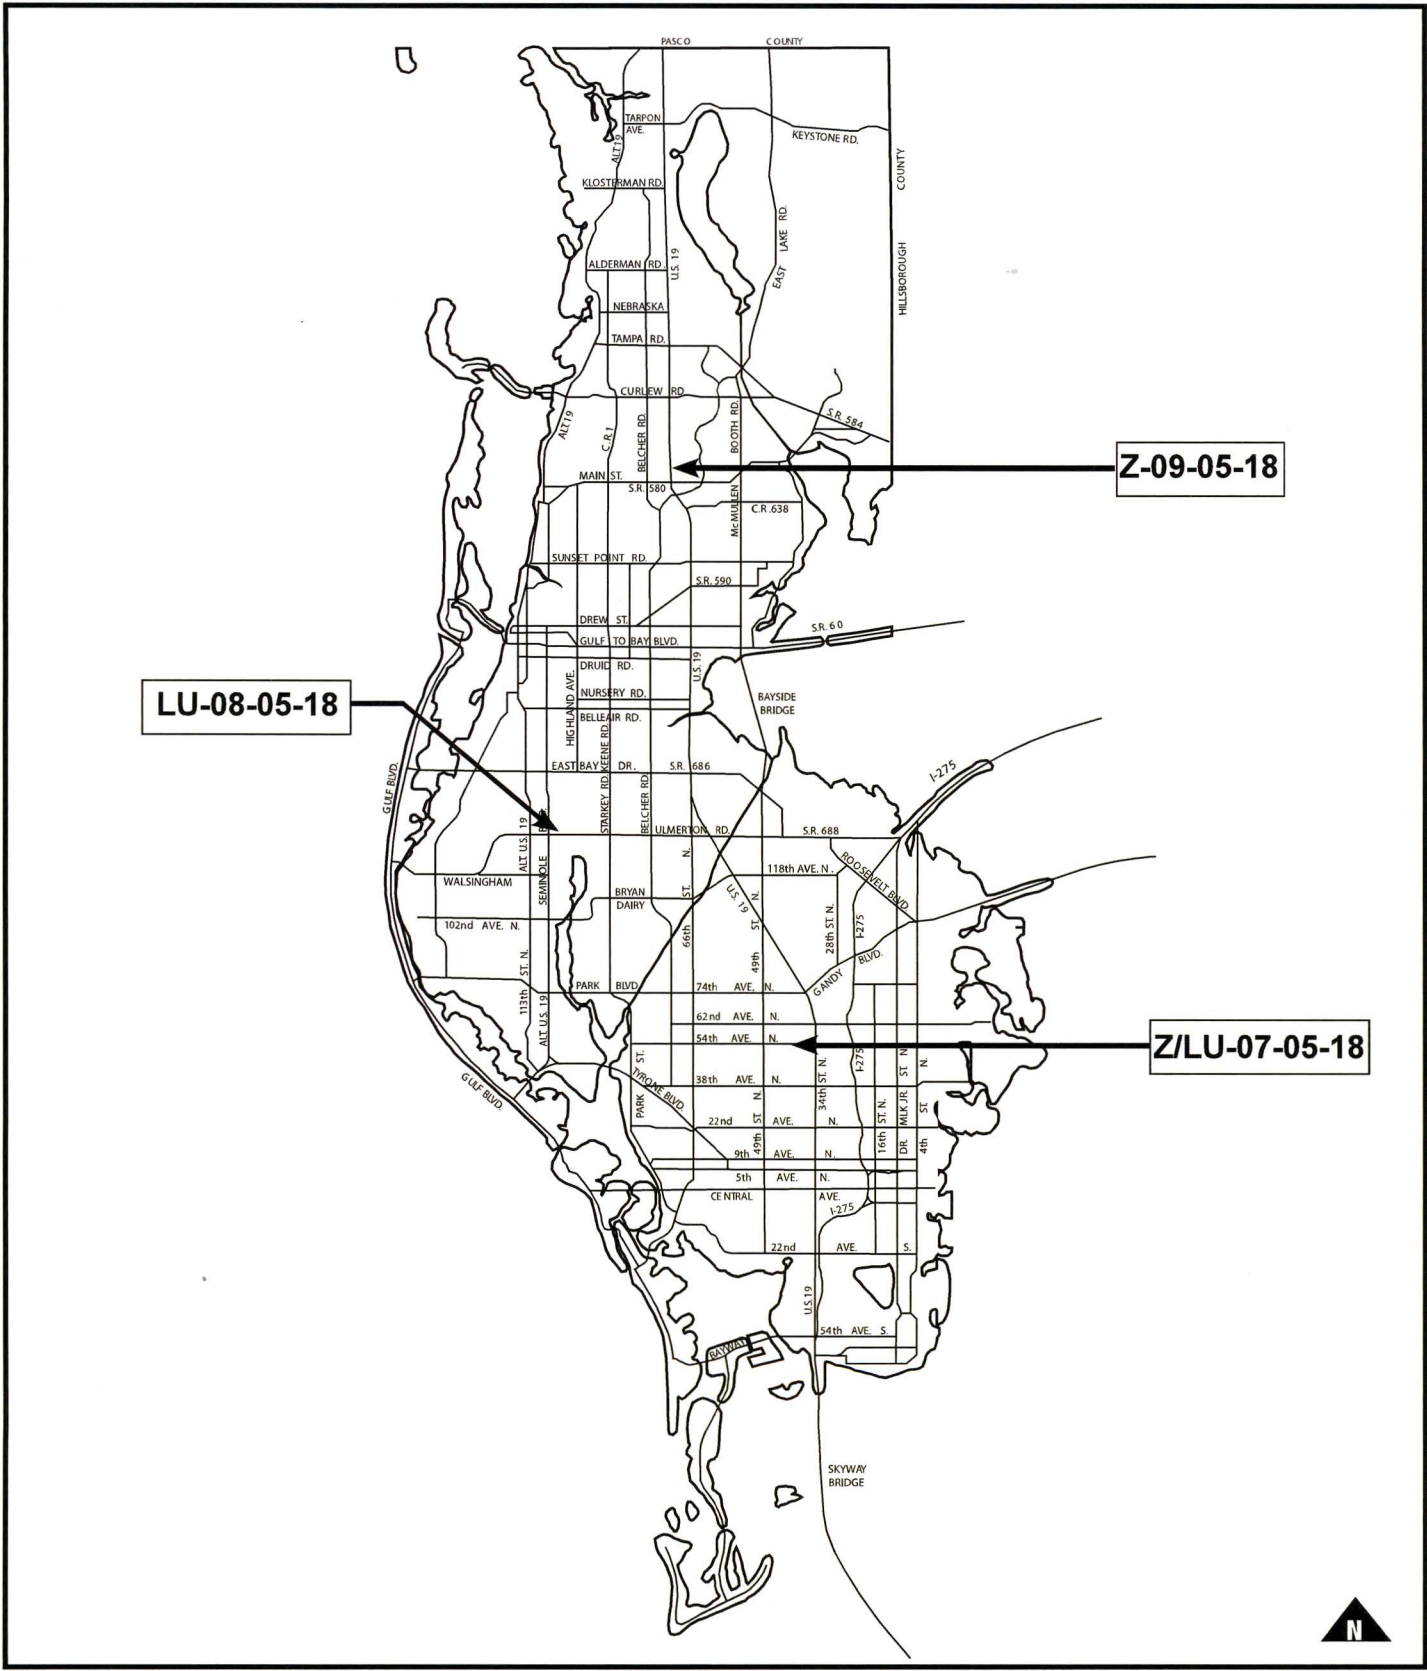 PASCO COUNTY
TARPON
AVE.
KEYSTONE RD.
ALT19
COUNTY
KLOSTERMAN RD.
EAST LAKE RD.
HILLSBOROUGH
U.S. 19
ALDERMAN RD.
NEBRASKA
TAMPA RD.
CURLEW RD
S.R. 584
ALT19
C.R.1
BELCHER RD.
BOOTH RD.
McMULLEN
Z-09-05-18
MAIN ST.
S.R. 580
C.R.638
SUNSET POINT RD.
S.R. 590
DREW ST.
S.R. 60
GULF TO BAY BLVD.
DRUID RD.
U.S. 19
NURSERY RD.
BELLEAIR RD.
HIGHLAND AVE.
BAYSIDE
BRIDGE
LU-08-05-18
KEENE RD.
STARKEY RD.
EAST BAY DR. S.R. 686
GULF BLVD.
I-275
BELCHER RD
ALT U.S. 19
ULMERTON RD. S.R. 688
SEMINOLE
WALSINGHAM
118th AVE. N.
ROOSEVELT BLVD.
BRYAN
DAIRY
66th ST. N.
U.S. 19
49th ST. N.
28th ST. N.
I-275
102nd AVE. N.
GANDY BLVD.
113th ST. N.
ALT U.S. 19
PARK BLVD.
74th AVE. N.
62nd AVE. N.
54th AVE. N.
Z/LU-07-05-18
I-275
38th AVE. N.
34th ST. N.
TYRONE BLVD.
PARK ST.
GULF BLVD.
49th ST N.
16th ST. N.
DR. MLK JR. ST N
4th ST. N.
22nd AVE. N.
9th AVE. N.
5th AVE. N.
CENTRAL AVE.
I-275
22nd AVE. S.
U.S.19
54th AVE. S.
BAYWAY
SKYWAY
BRIDGE
N